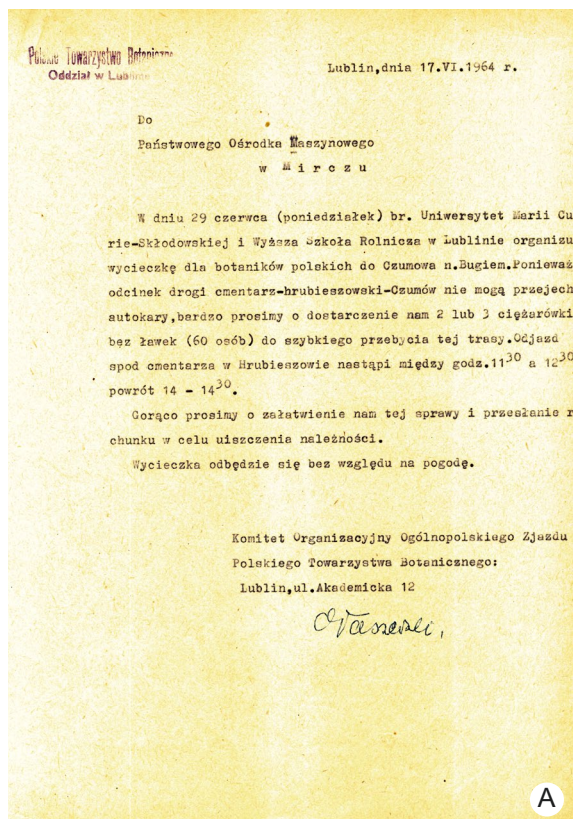 Polskie Towarzystwo Botaniczne
Oddział w Lublinie
Lublin,dnia 17.VI.1964 r.
Do
Państwowego Ośrodka Maszynowego
w M i r c z u
W dniu 29 czerwca (poniedziałek) br. Uniwersytet Marii Cu
rie-Skłodowskiej i Wyższa Szkoła Rolnicza w Lublinie organizu
wycieczkę dla botaników polskich do Czumowa n.Bugiem.Ponieważ
odcinek drogi cmentarz-hrubieszowski-Czumów nie mogą przejech
autokary,bardzo prosimy o dostarczenie nam 2 lub 3 ciężarówki
bez ławek (60 osób) do szybkiego przebycia tej trasy.Odjazd
spod cmentarza w Hrubieszowie nastąpi między godz.11³⁰ a 12³⁰
powrót 14 - 14³⁰.
Gorąco prosimy o załatwienie nam tej sprawy i przesłanie r
chunku w celu uiszczenia należności.
Wycieczka odbędzie się bez względu na pogodę.
Komitet Organizacyjny Ogólnopolskiego Zjazdu
Polskiego Towarzystwa Botanicznego:
Lublin,ul.Akademicka 12
A